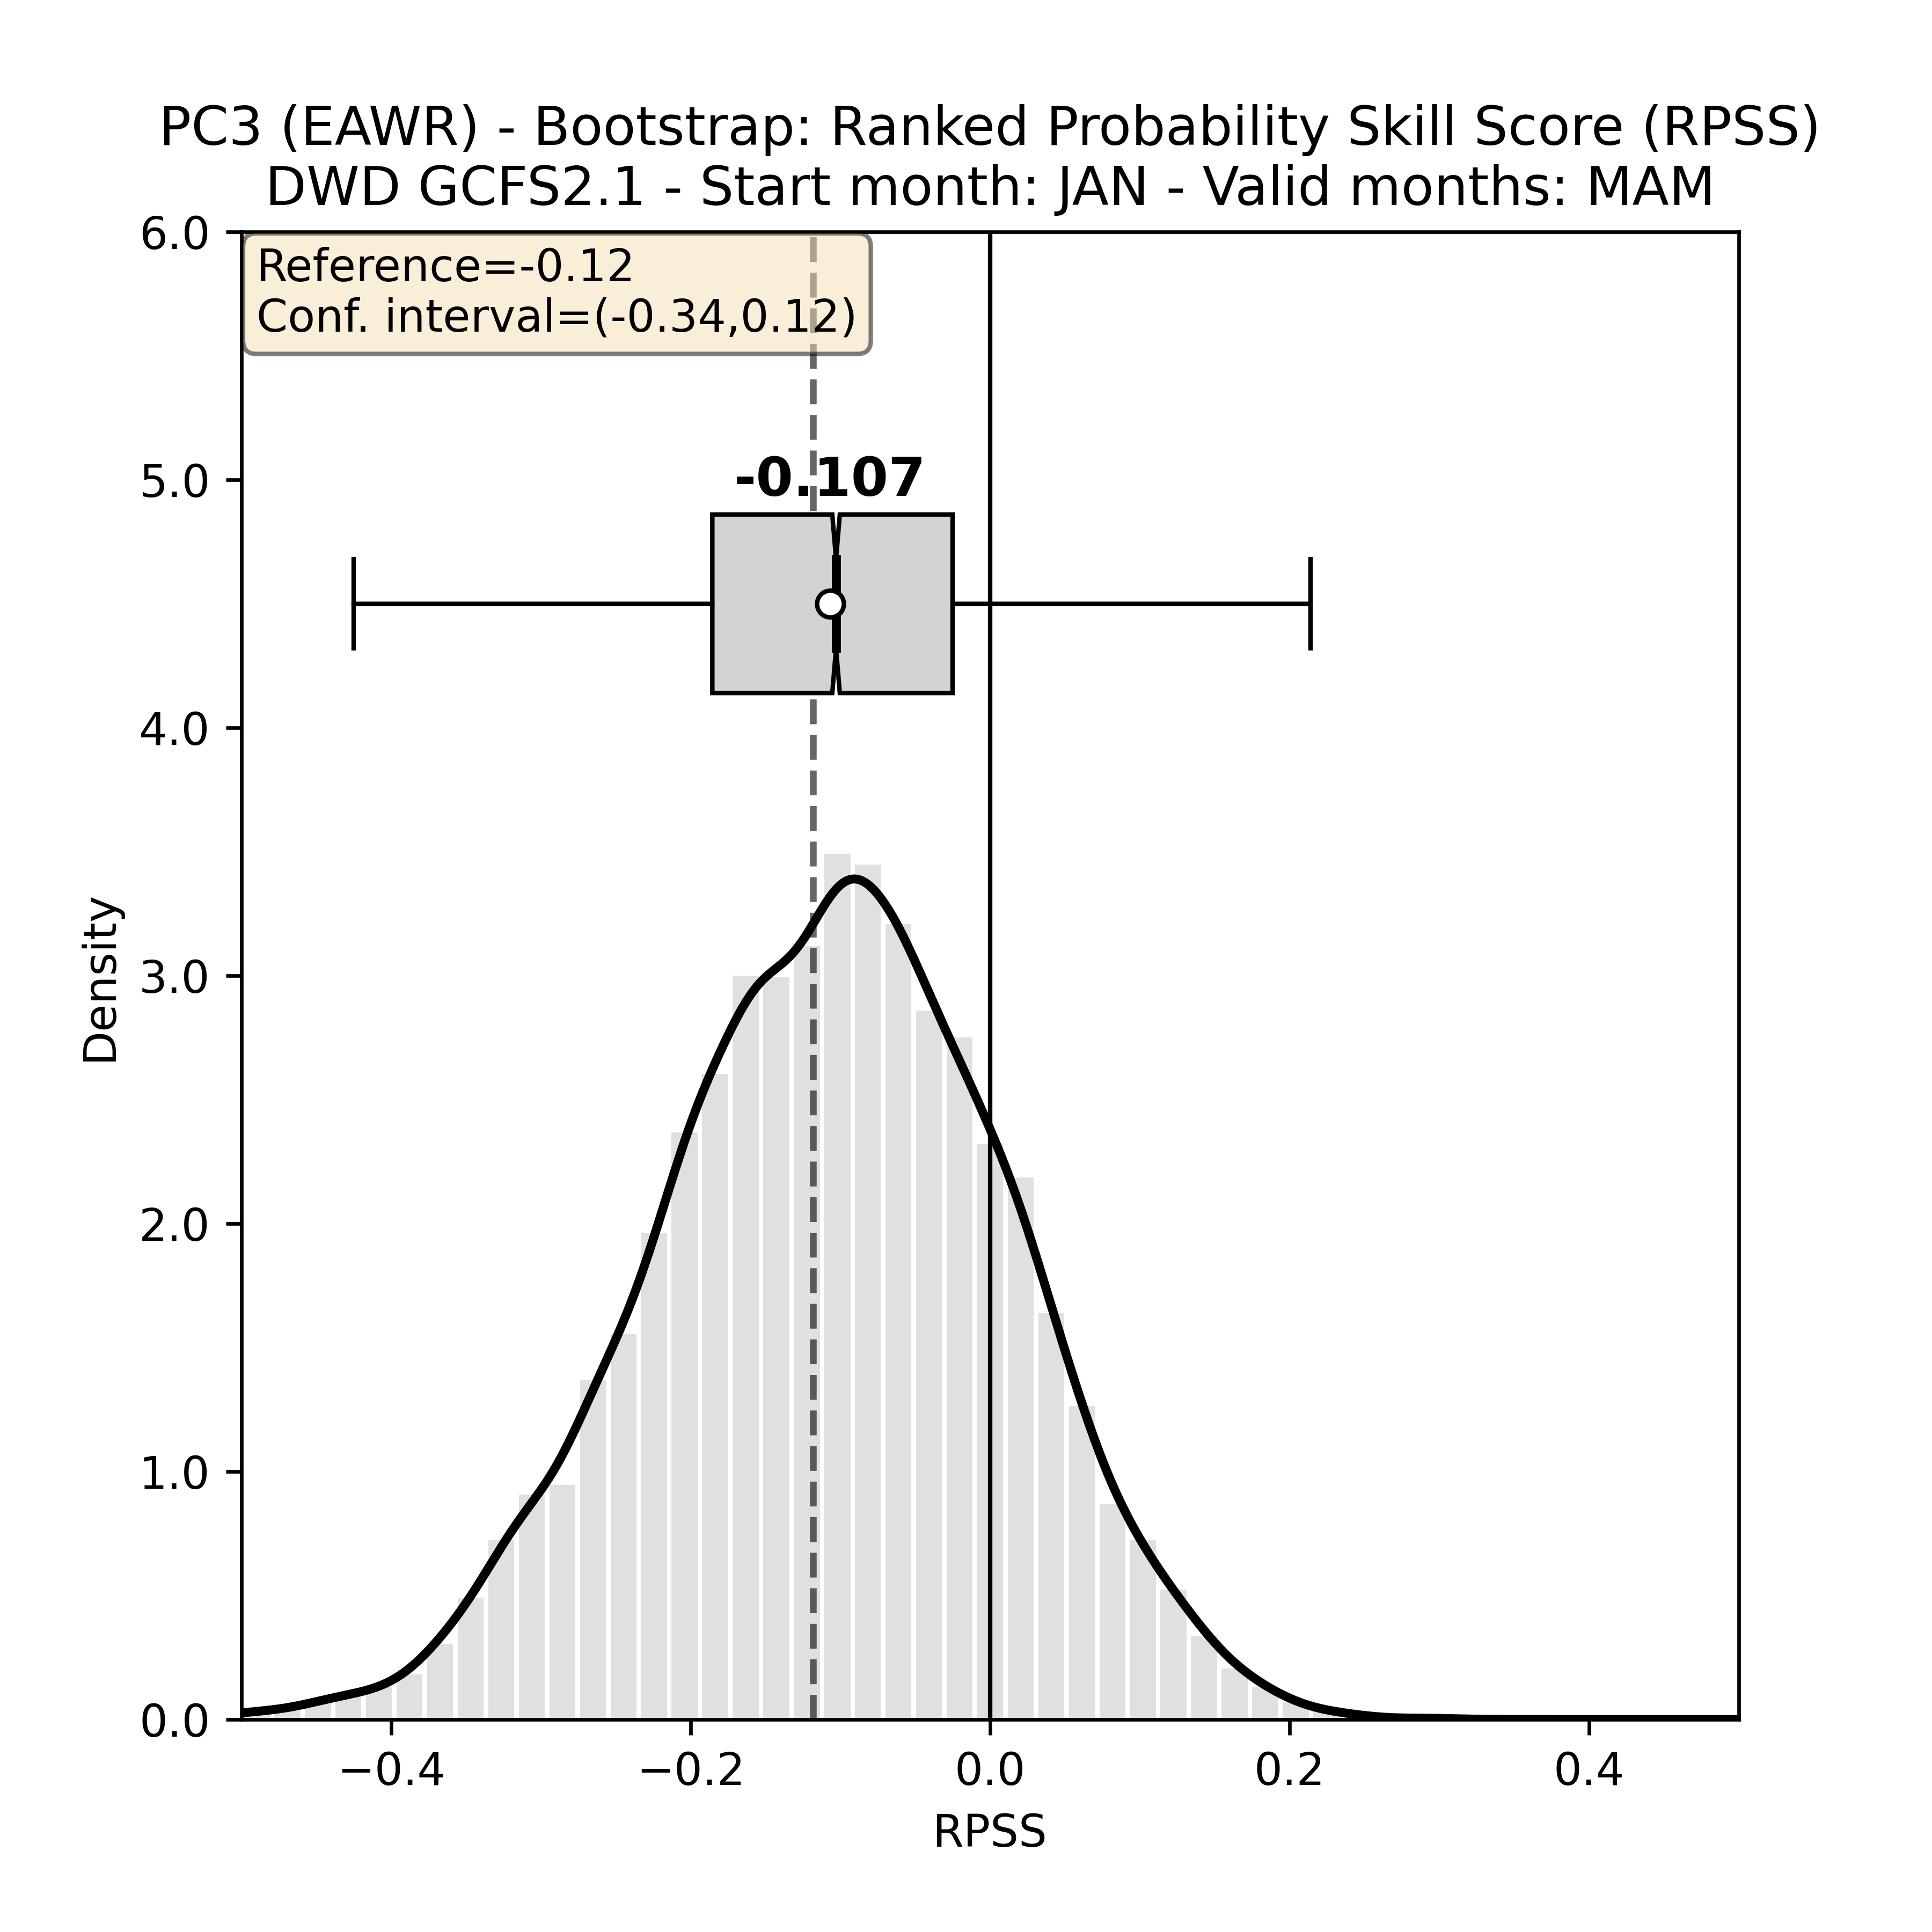 PC3 (EAWR) - Bootstrap: Ranked Probability Skill Score (RPSS)
DWD GCFS2.1 - Start month: JAN - Valid months: MAM
6.0
Reference=-0.12
Conf. interval=(-0.34,0.12)
-0.107
5.0
4.0
3.0
2.0
1.0
0.0
Density
−0.4
−0.2
0.0
0.2
0.4
RPSS